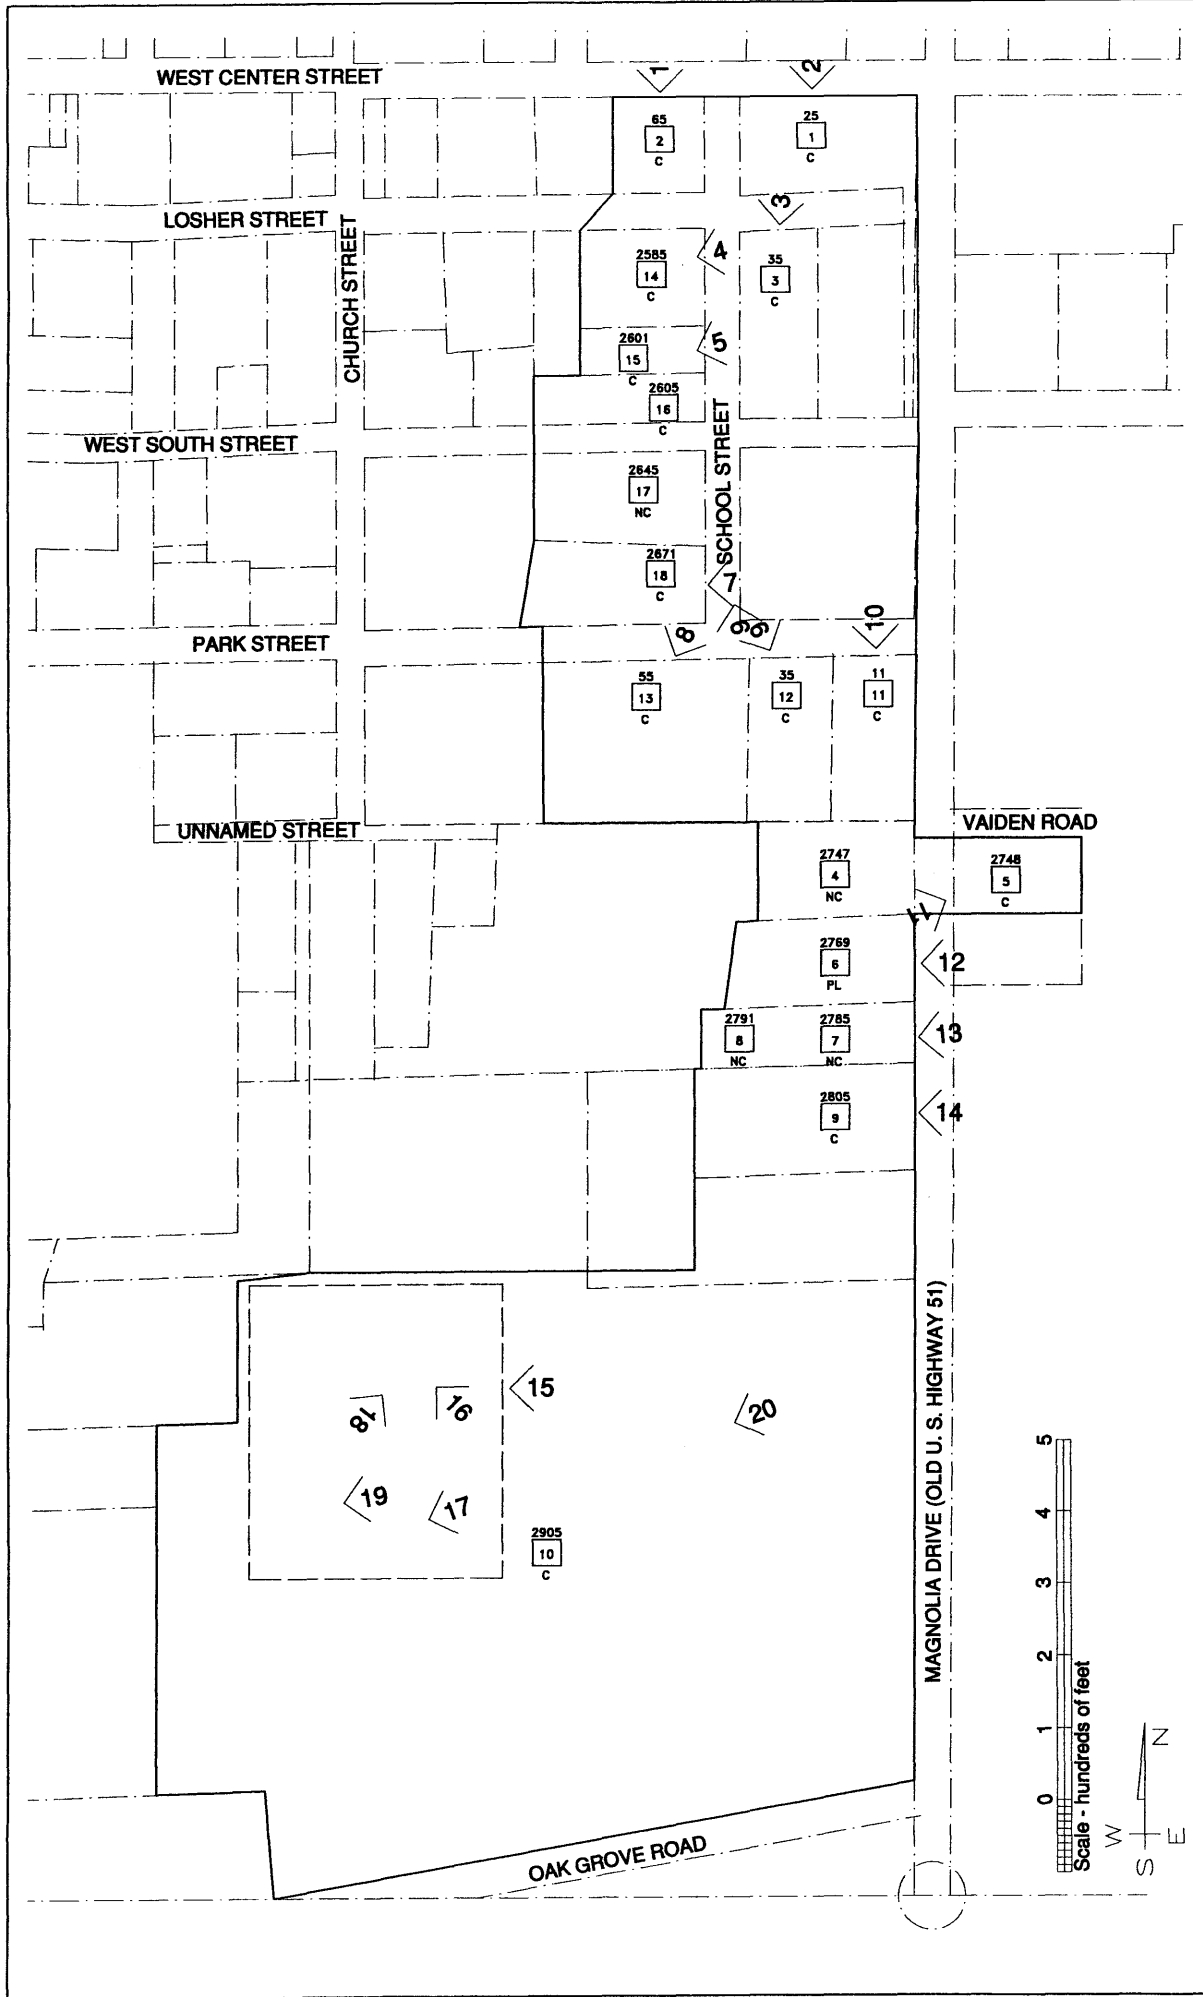 WEST CENTER STREET
1
2
65
2
C
25
1
C
LOSHER STREET
3
CHURCH STREET
4
2585
14
C
35
3
C
5
2601
15
C
2605
16
C
WEST SOUTH STREET
SCHOOL STREET
2645
17
NC
2671
18
C
7
PARK STREET
8
6
9
10
55
13
C
35
12
C
11
11
C
UNNAMED STREET
VAIDEN ROAD
2747
4
NC
2748
5
C
11
2769
6
PL
12
2791
8
NC
2785
7
NC
13
2805
9
C
14
MAGNOLIA DRIVE (OLD U. S. HIGHWAY 51)
15
16
18
20
19
17
2905
10
C
OAK GROVE ROAD
0 1 2 3 4 5
Scale - hundreds of feet
W
S N
E